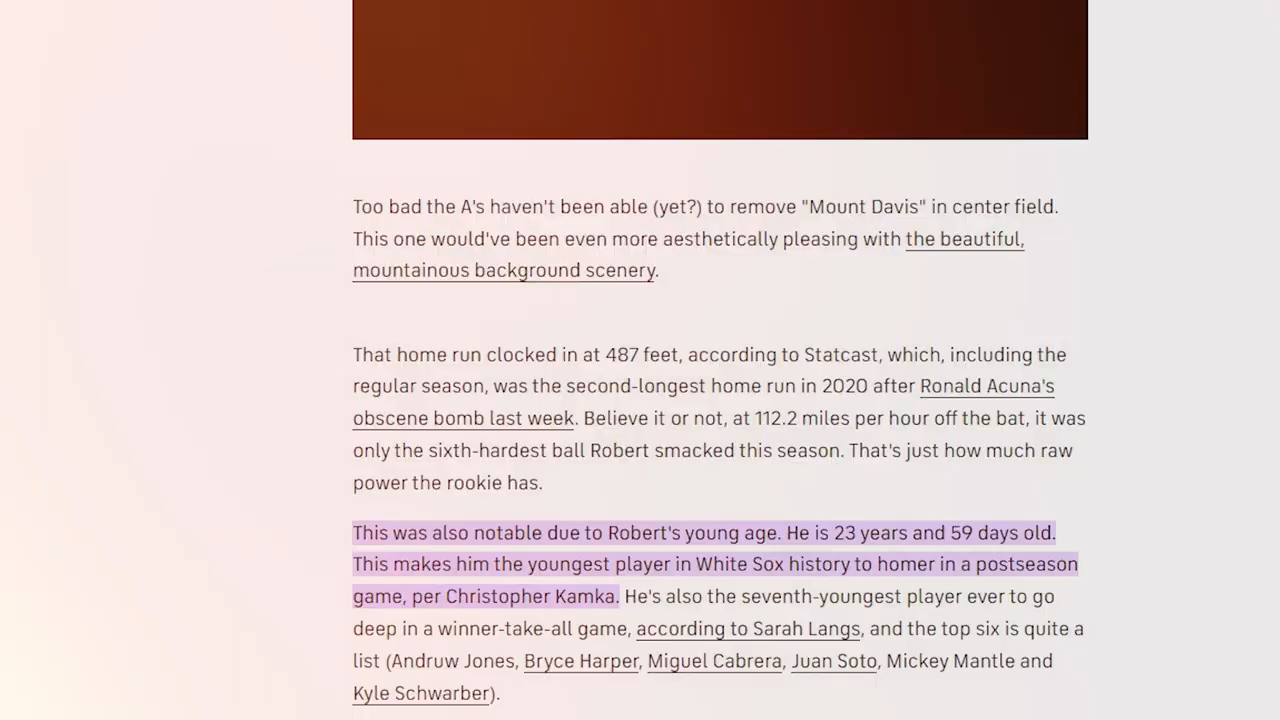 Too bad the A's haven't been able (yet?) to remove "Mount Davis" in center field.
This one would've been even more aesthetically pleasing with the beautiful,
mountainous background scenery.
That home run clocked in at 487 feet, according to Statcast, which, including the
regular season, was the second-longest home run in 2020 after Ronald Acuna's
obscene bomb last week. Believe it or not, at 112.2 miles per hour off the bat, it was
only the sixth-hardest ball Robert smacked this season. That's just how much raw
power the rookie has.
This was also notable due to Robert's young age. He is 23 years and 59 days old.
This makes him the youngest player in White Sox history to homer in a postseason
game, per Christopher Kamka. He's also the seventh-youngest player ever to go
deep in a winner-take-all game, according to Sarah Langs, and the top six is quite a
list (Andruw Jones, Bryce Harper, Miguel Cabrera, Juan Soto, Mickey Mantle and
Kyle Schwarber).